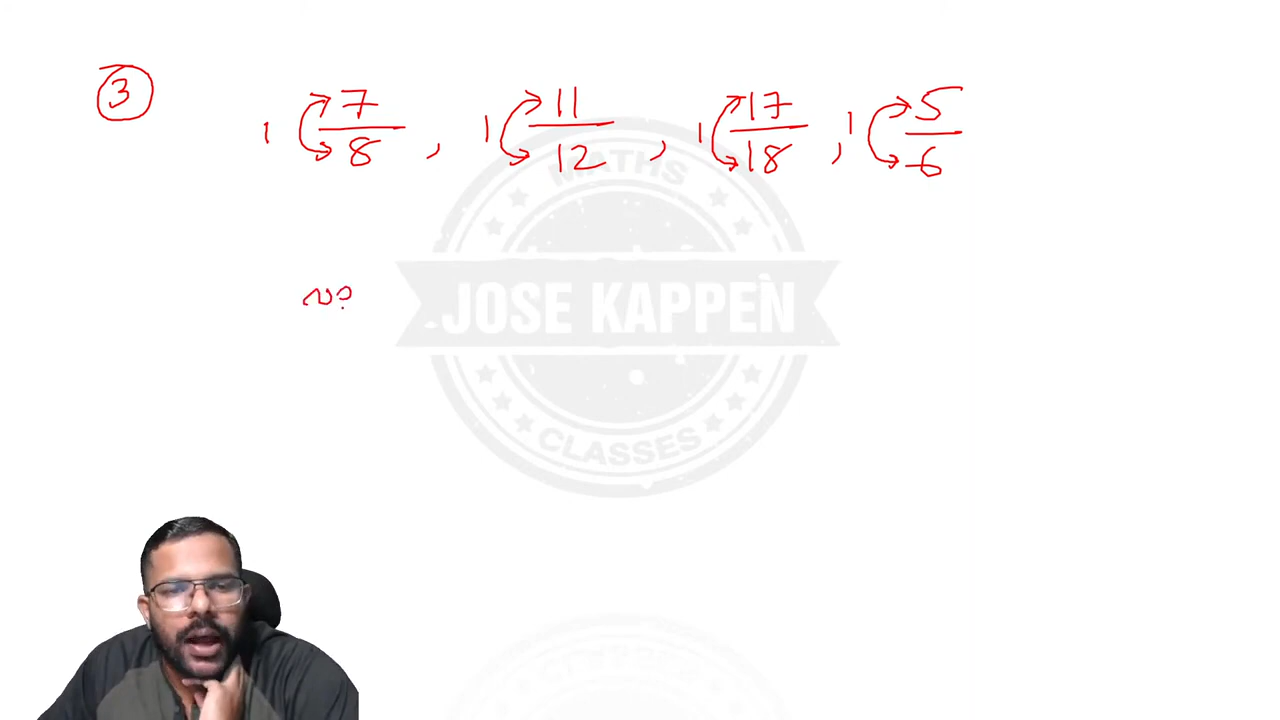 ③ 1 7/8 , 1 11/12 , 1 17/18 , 1 5/6
MATHS
JOSE KAPPEN
CLASSES